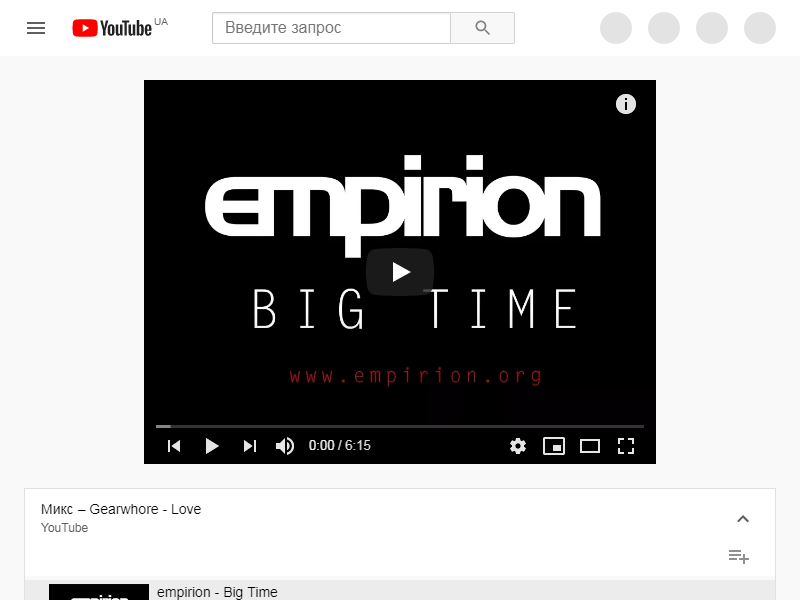 YouTube UA
Введите запрос
empirion
BIG TIME
www.empirion.org
0:00 / 6:15
Микс – Gearwhore - Love
YouTube
empirion - Big Time
empirion